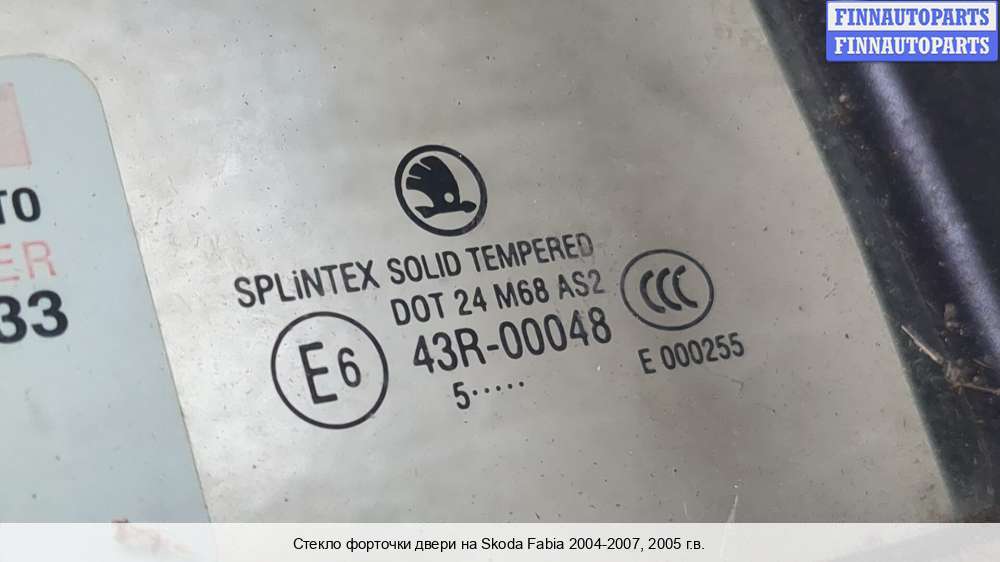 FINNAUTOPARTS
FINNAUTOPARTS
ТО
ER
33
SPLiNTEX SOLID TEMPERED
DOT 24 M68 AS2
CCC
E6
43R-00048
5·····
E 000255
Стекло форточки двери на Skoda Fabia 2004-2007, 2005 г.в.